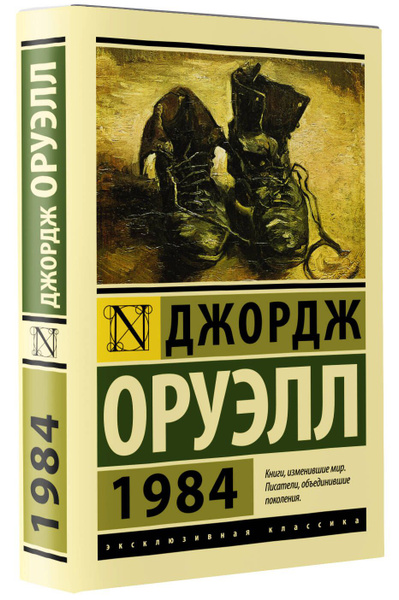 ДЖОРДЖ ОРУЭЛЛ
N
1984
N
ДЖОРДЖ
ОРУЭЛЛ
1984
Книги, изменившие мир.
Писатели, объединившие
поколения.
эксклюзивная классика